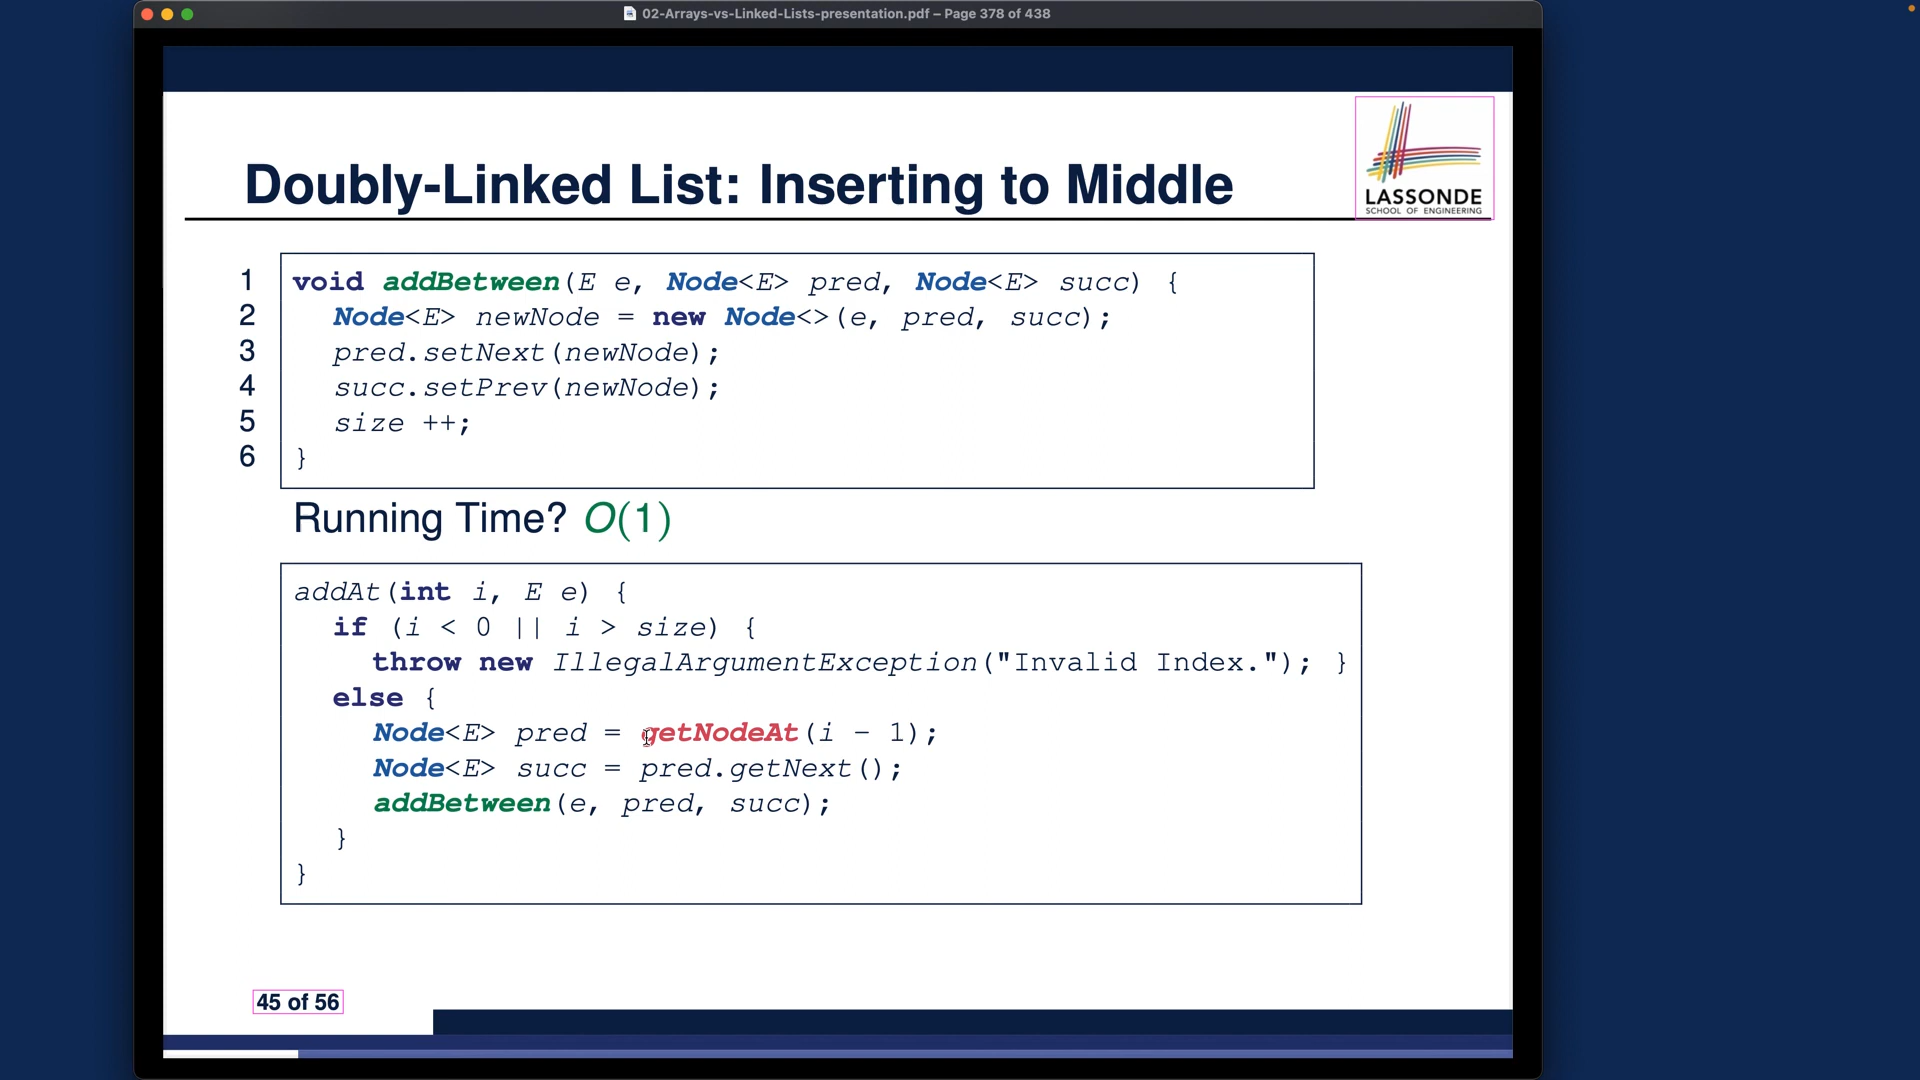 02-Arrays-vs-Linked-Lists-presentation.pdf – Page 378 of 438
LASSONDE
SCHOOL OF ENGINEERING
Doubly-Linked List: Inserting to Middle
1 void addBetween(E e, Node<E> pred, Node<E> succ) {
2 Node<E> newNode = new Node<>(e, pred, succ);
3 pred.setNext(newNode);
4 succ.setPrev(newNode);
5 size ++;
6 }
Running Time? O(1)
addAt(int i, E e) {
if (i < 0 || i > size) {
throw new IllegalArgumentException("Invalid Index."); }
else {
Node<E> pred = getNodeAt(i - 1);
Node<E> succ = pred.getNext();
addBetween(e, pred, succ);
}
}
45 of 56